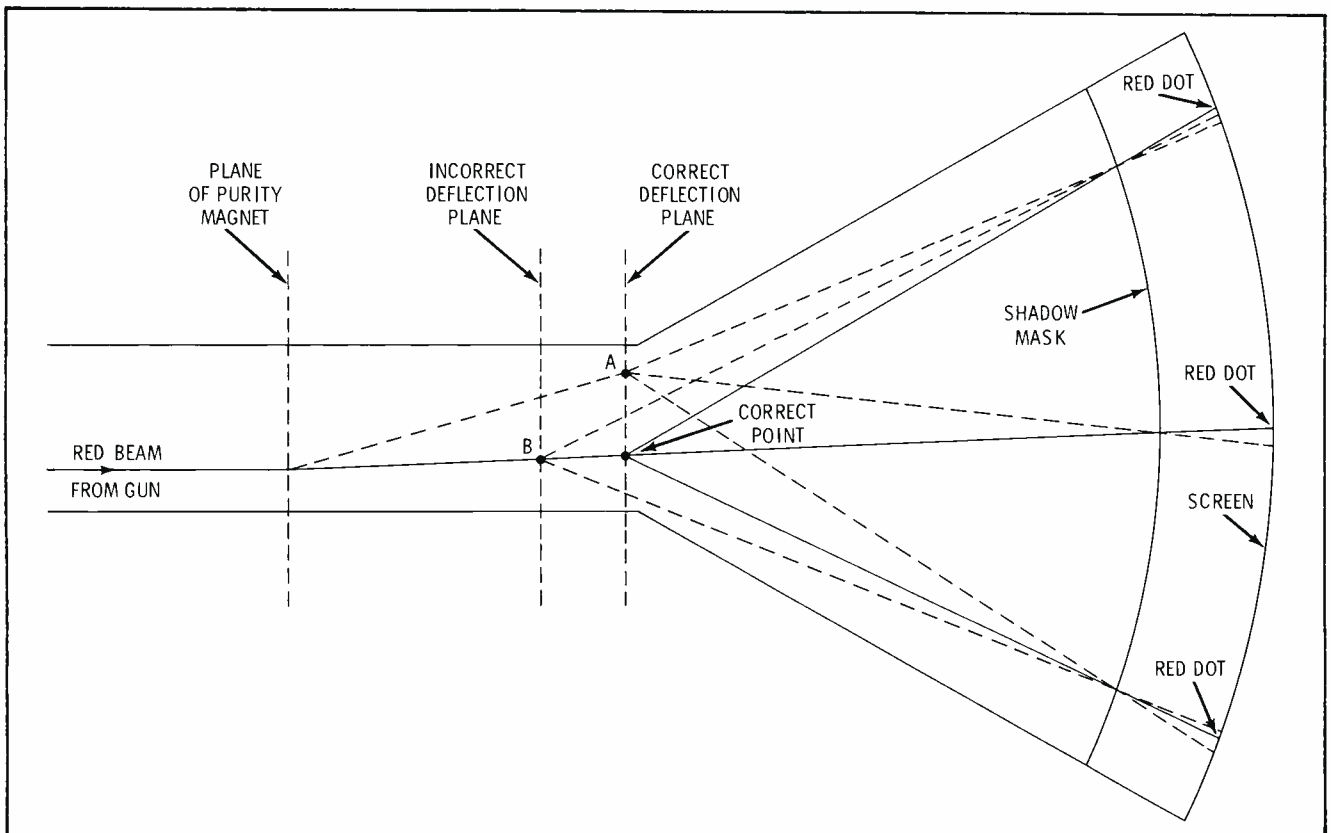 RED DOT
PLANE
OF PURITY
MAGNET
INCORRECT
DEFLECTION
PLANE
CORRECT
DEFLECTION
PLANE
SHADOW
MASK
A
RED DOT
CORRECT
POINT
B
RED BEAM
FROM GUN
SCREEN
RED DOT